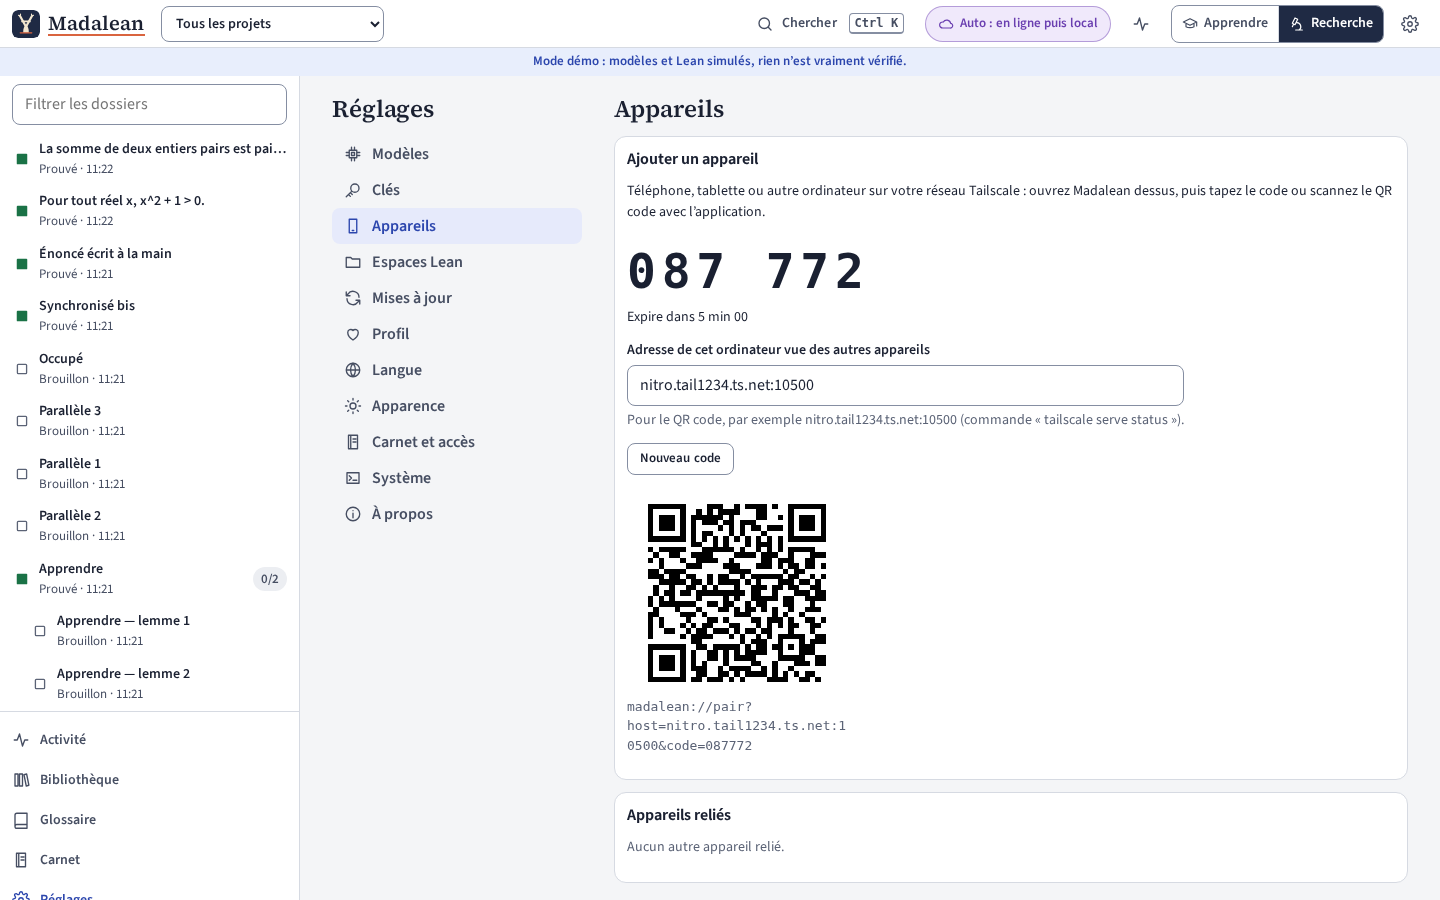 Madalean
Tous les projets
Chercher
Ctrl K
Auto : en ligne puis local
Apprendre
Recherche
Mode démo : modèles et Lean simulés, rien n’est vraiment vérifié.
Filtrer les dossiers
La somme de deux entiers pairs est pai…
Prouvé · 11:22
Pour tout réel x, x^2 + 1 > 0.
Prouvé · 11:22
Énoncé écrit à la main
Prouvé · 11:21
Synchronisé bis
Prouvé · 11:21
Occupé
Brouillon · 11:21
Parallèle 3
Brouillon · 11:21
Parallèle 1
Brouillon · 11:21
Parallèle 2
Brouillon · 11:21
Apprendre
0/2
Prouvé · 11:21
Apprendre — lemme 1
Brouillon · 11:21
Apprendre — lemme 2
Brouillon · 11:21
Activité
Bibliothèque
Glossaire
Carnet
Réglages
Réglages
Modèles
Clés
Appareils
Espaces Lean
Mises à jour
Profil
Langue
Apparence
Carnet et accès
Système
À propos
Appareils
Ajouter un appareil
Téléphone, tablette ou autre ordinateur sur votre réseau Tailscale : ouvrez Madalean dessus, puis tapez le code ou scannez le QR
code avec l’application.
087 772
Expire dans 5 min 00
Adresse de cet ordinateur vue des autres appareils
nitro.tail1234.ts.net:10500
Pour le QR code, par exemple nitro.tail1234.ts.net:10500 (commande « tailscale serve status »).
Nouveau code
madalean://pair?
host=nitro.tail1234.ts.net:1
0500&code=087772
Appareils reliés
Aucun autre appareil relié.